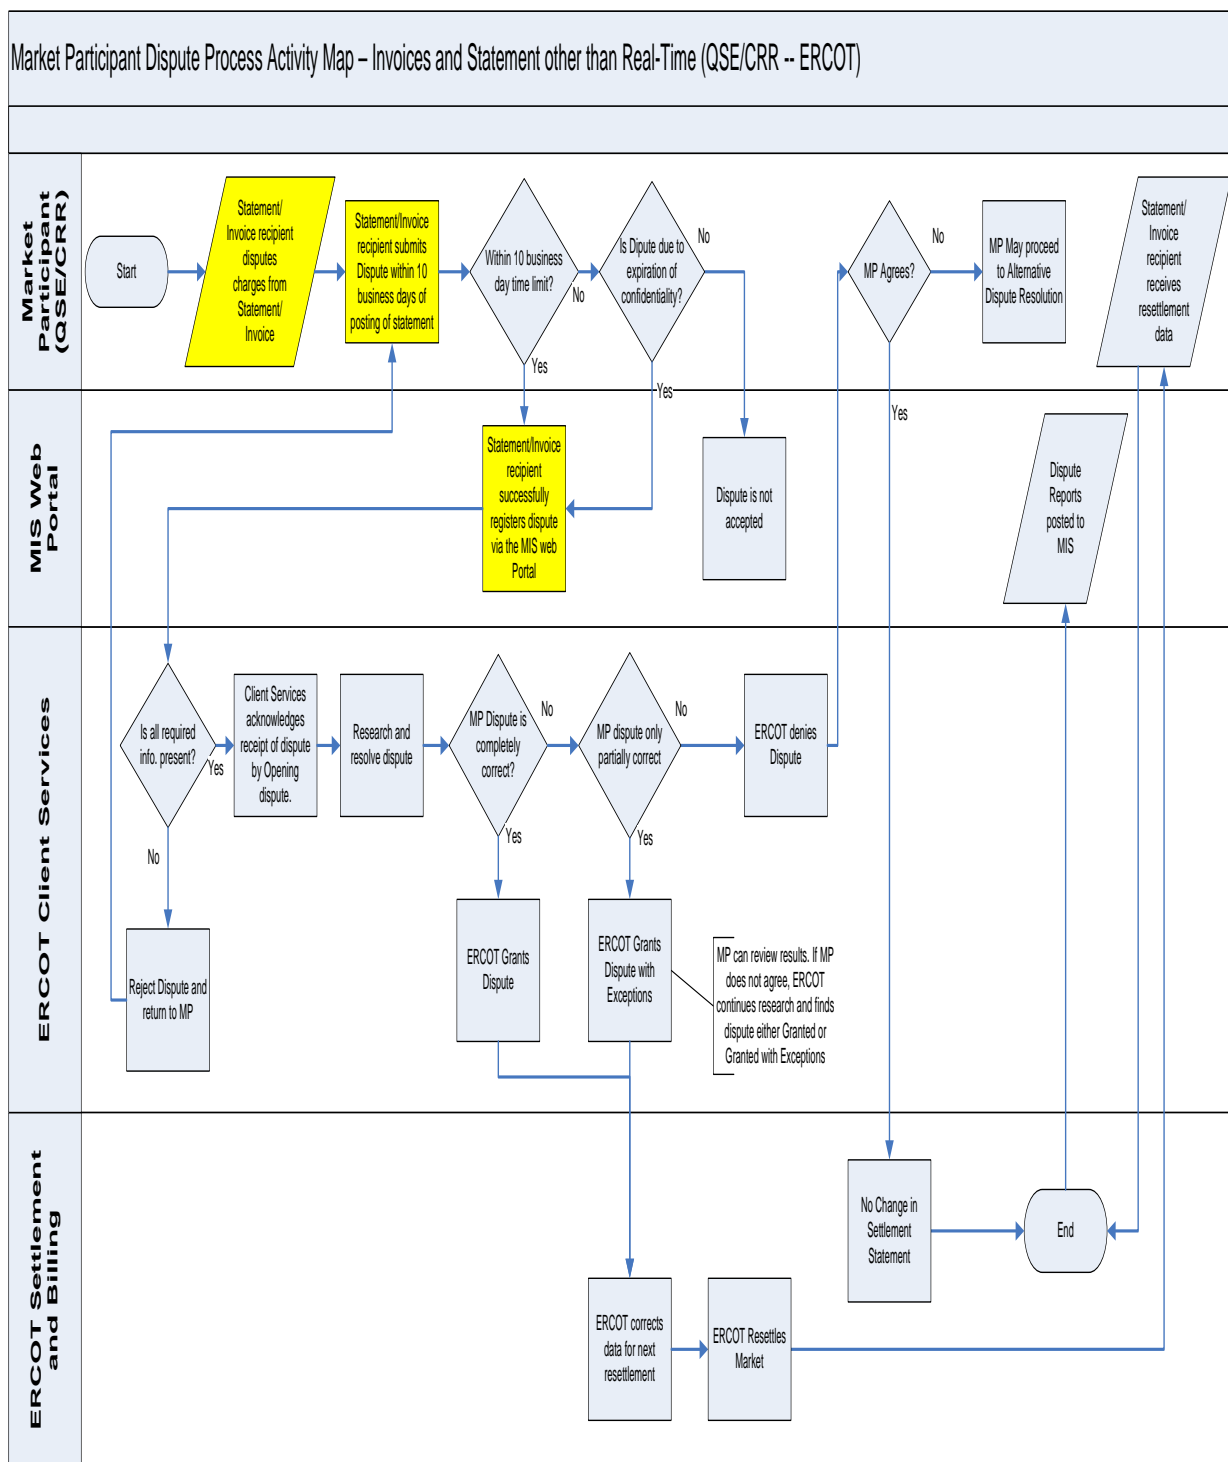 Market Participant Dispute Process Activity Map – Invoices and Statement other than Real-Time (QSE/CRR -- ERCOT)
Market
Participant
(QSE/CRR)
Start
Statement/
Invoice recipient
disputes
charges from
Statement/
Invoice
Statement/Invoice
recipient submits
Dispute within 10
business days of
posting of statement
Within 10 business
day time limit?
No
Yes
Is Dipute due to
expiration of
confidentiality?
No
Yes
MP Agrees?
No
Yes
MP May proceed
to Alternative
Dispute Resolution
Statement/
Invoice
recipient
receives
resettlement
data
MIS Web
Portal
Statement/Invoice
recipient
successfully
registers dispute
via the MIS web
Portal
Dispute is not
accepted
Dispute
Reports
posted to
MIS
ERCOT Client Services
Is all required
info. present?
Yes
No
Client Services
acknowledges
receipt of dispute
by Opening
dispute.
Research and
resolve dispute
MP Dispute is
completely
correct?
No
Yes
MP dispute only
partially correct
No
Yes
ERCOT denies
Dispute
Reject Dispute and
return to MP
ERCOT Grants
Dispute
ERCOT Grants
Dispute with
Exceptions
MP can review results. If MP
does not agree, ERCOT
continues research and finds
dispute either Granted or
Granted with Exceptions
ERCOT Settlement
and Billing
No Change in
Settlement
Statement
End
ERCOT corrects
data for next
resettlement
ERCOT Resettles
Market